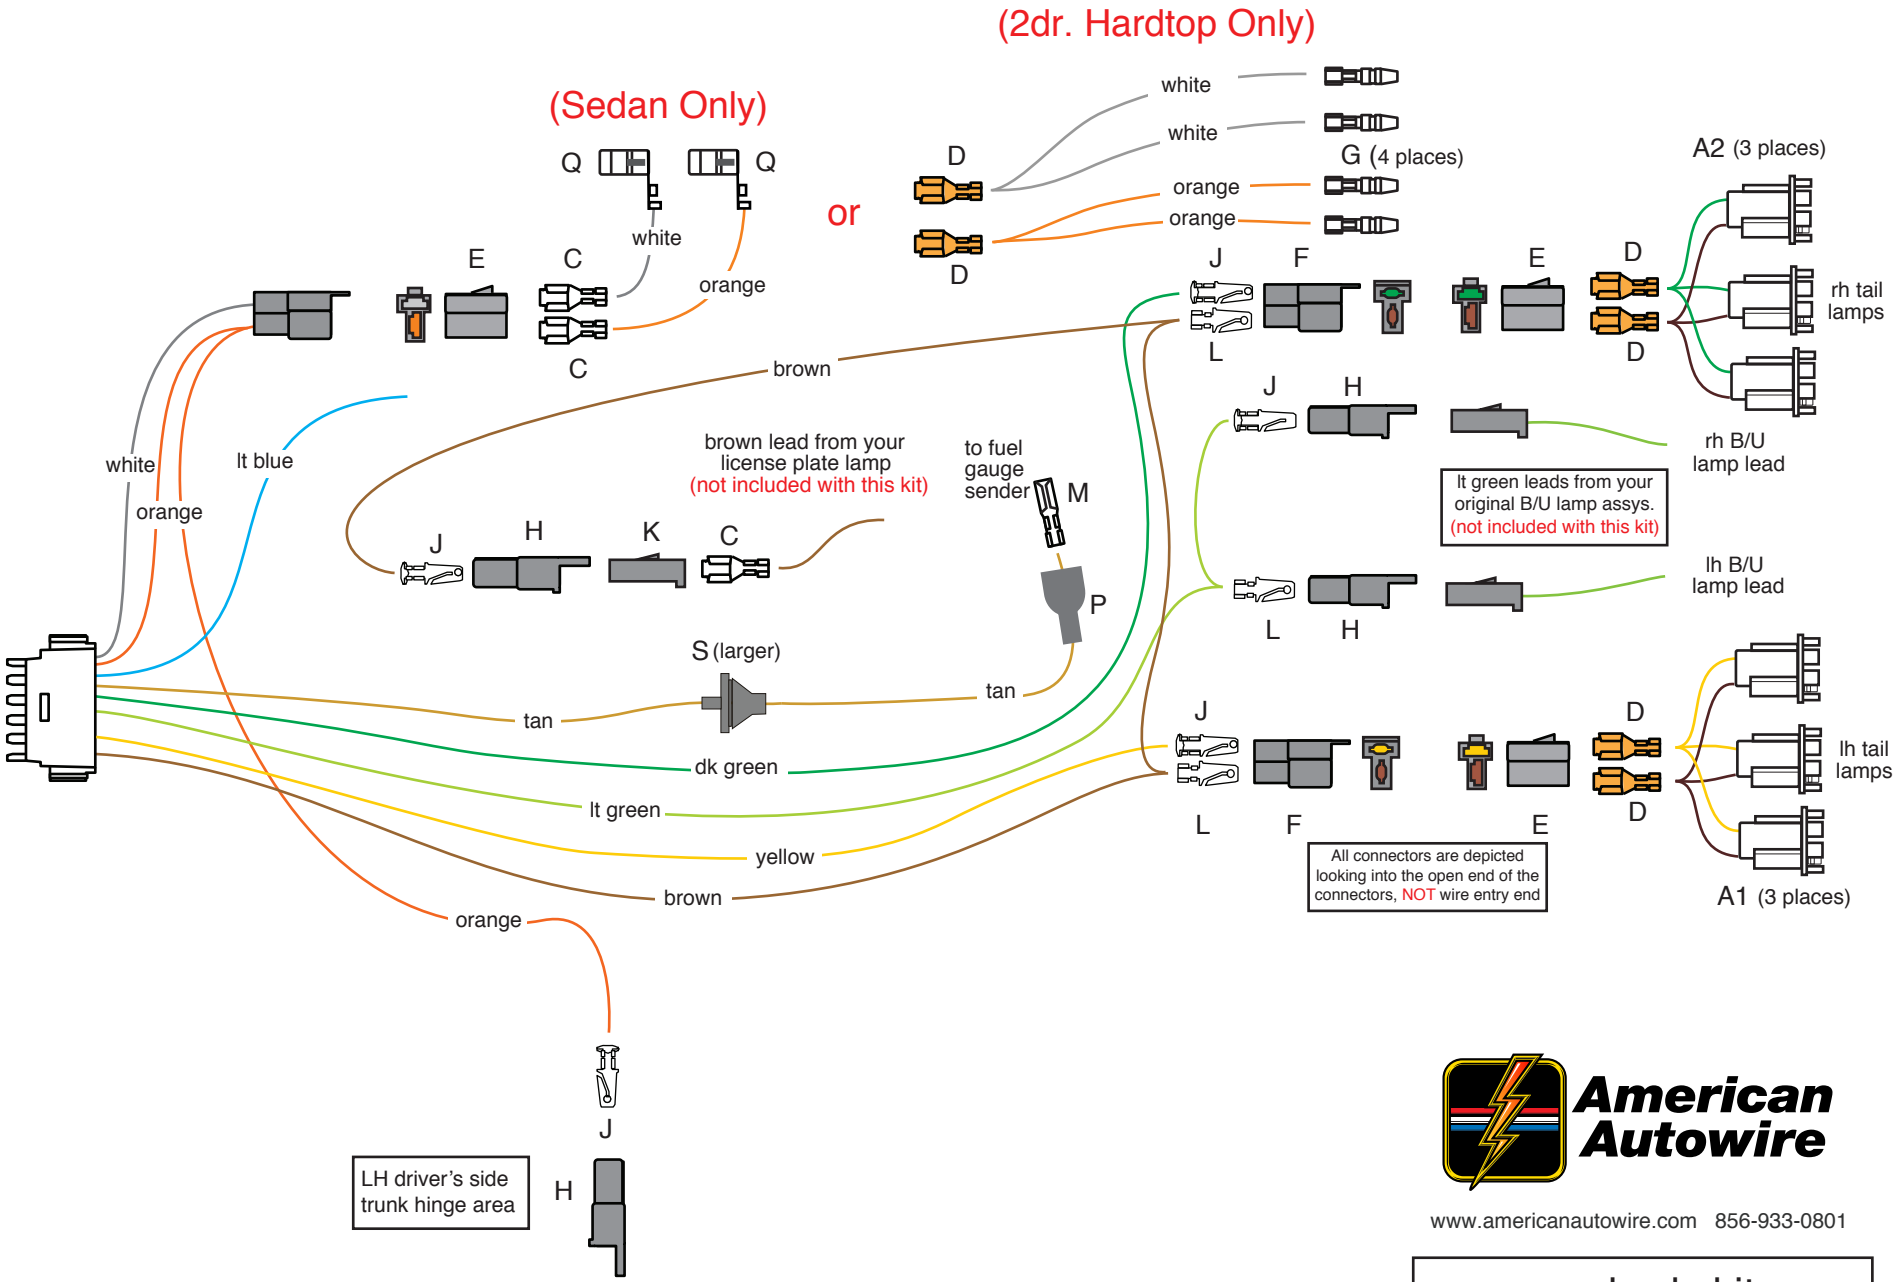 (2dr. Hardtop Only)
(Sedan Only)
white
white
Q
Q
D
G (4 places)
A2 (3 places)
orange
orange
or
D
white
orange
E
C
C
J
F
E
D
L
D
rh tail
lamps
brown
J
H
white
orange
lt blue
brown lead from your
license plate lamp
(not included with this kit)
to fuel
gauge
sender
M
rh B/U
lamp lead
lt green leads from your
original B/U lamp assys.
(not included with this kit)
J
H
K
C
P
L
H
lh B/U
lamp lead
S (larger)
tan
tan
dk green
lt green
yellow
brown
orange
J
L
F
E
D
D
lh tail
lamps
All connectors are depicted
looking into the open end of the
connectors, NOT wire entry end
A1 (3 places)
J
H
LH driver's side
trunk hinge area
American
Autowire
www.americanautowire.com 856-933-0801